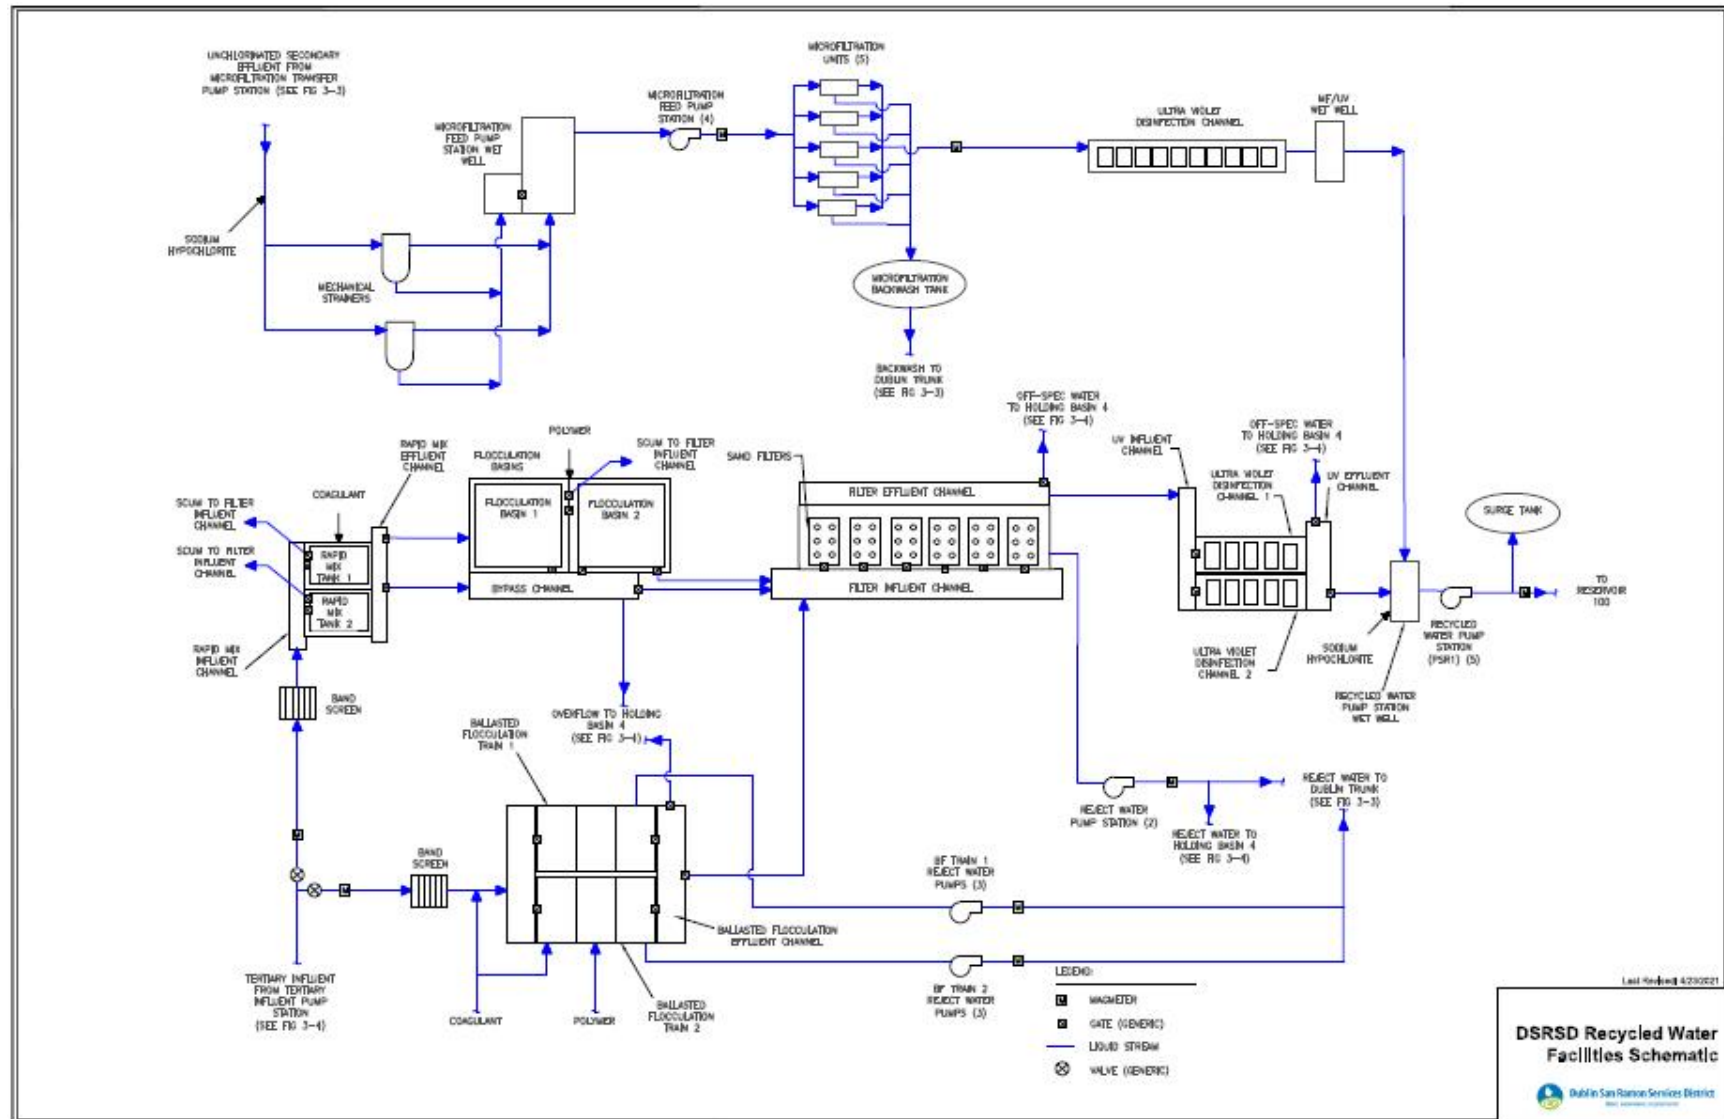 UNCHLORINATED SECONDARY
EFFLUENT FROM
MICROFILTRATION TRANSFER
PUMP STATION (SEE FIG 3-3)
SODIUM
HYPOCHLORITE
MECHANICAL
STRAINERS
MICROFILTRATION
FEED PUMP
STATION WET
WELL
MICROFILTRATION
FEED PUMP
STATION (4)
MICROFILTRATION
UNITS (5)
ULTRA VIOLET
DISINFECTION CHANNEL
MF/UV
WET WELL
MICROFILTRATION
BACKWASH TANK
BACKWASH TO
DUBLIN TRUNK
(SEE FIG 3-3)
RAPID MIX
EFFLUENT
CHANNEL
COAGULANT
SCUM TO FILTER
INFLUENT
CHANNEL
SCUM TO FILTER
INFLUENT
CHANNEL
RAPID
MIX
TANK 1
RAPID
MIX
TANK 2
RAPID MIX
INFLUENT
CHANNEL
BAND
SCREEN
FLOCCULATION
BASINS
POLYMER
SCUM TO FILTER
INFLUENT
CHANNEL
FLOCCULATION
BASIN 1
FLOCCULATION
BASIN 2
BYPASS CHANNEL
OVERFLOW TO HOLDING
BASIN 4
(SEE FIG 3-4)
SAND FILTERS
FILTER EFFLUENT CHANNEL
FILTER INFLUENT CHANNEL
OFF-SPEC WATER
TO HOLDING BASIN 4
(SEE FIG 3-4)
UV INFLUENT
CHANNEL
ULTRA VIOLET
DISINFECTION
CHANNEL 1
OFF-SPEC WATER
TO HOLDING BASIN 4
(SEE FIG 3-4)
UV EFFLUENT
CHANNEL
ULTRA VIOLET
DISINFECTION
CHANNEL 2
SODIUM
HYPOCHLORITE
RECYCLED WATER
PUMP STATION
WET WELL
RECYCLED
WATER PUMP
STATION
(PSR1) (5)
SURGE TANK
TO
RESERVOIR
100
BALLASTED
FLOCCULATION
TRAIN 1
BAND
SCREEN
TERTIARY INFLUENT
FROM TERTIARY
INFLUENT PUMP
STATION
(SEE FIG 3-4)
COAGULANT
POLYMER
BALLASTED
FLOCCULATION
TRAIN 2
BALLASTED FLOCCULATION
EFFLUENT CHANNEL
REJECT WATER
PUMP STATION (2)
REJECT WATER TO
HOLDING BASIN 4
(SEE FIG 3-4)
REJECT WATER TO
DUBLIN TRUNK
(SEE FIG 3-3)
BF TRAIN 1
REJECT WATER
PUMPS (3)
BF TRAIN 2
REJECT WATER
PUMPS (3)
LEGEND:
M MAGMETER
GATE (GENERIC)
LIQUID STREAM
VALVE (GENERIC)
Last Revised 4/23/2021
DSRSD Recycled Water
Facilities Schematic
Dublin San Ramon Services District